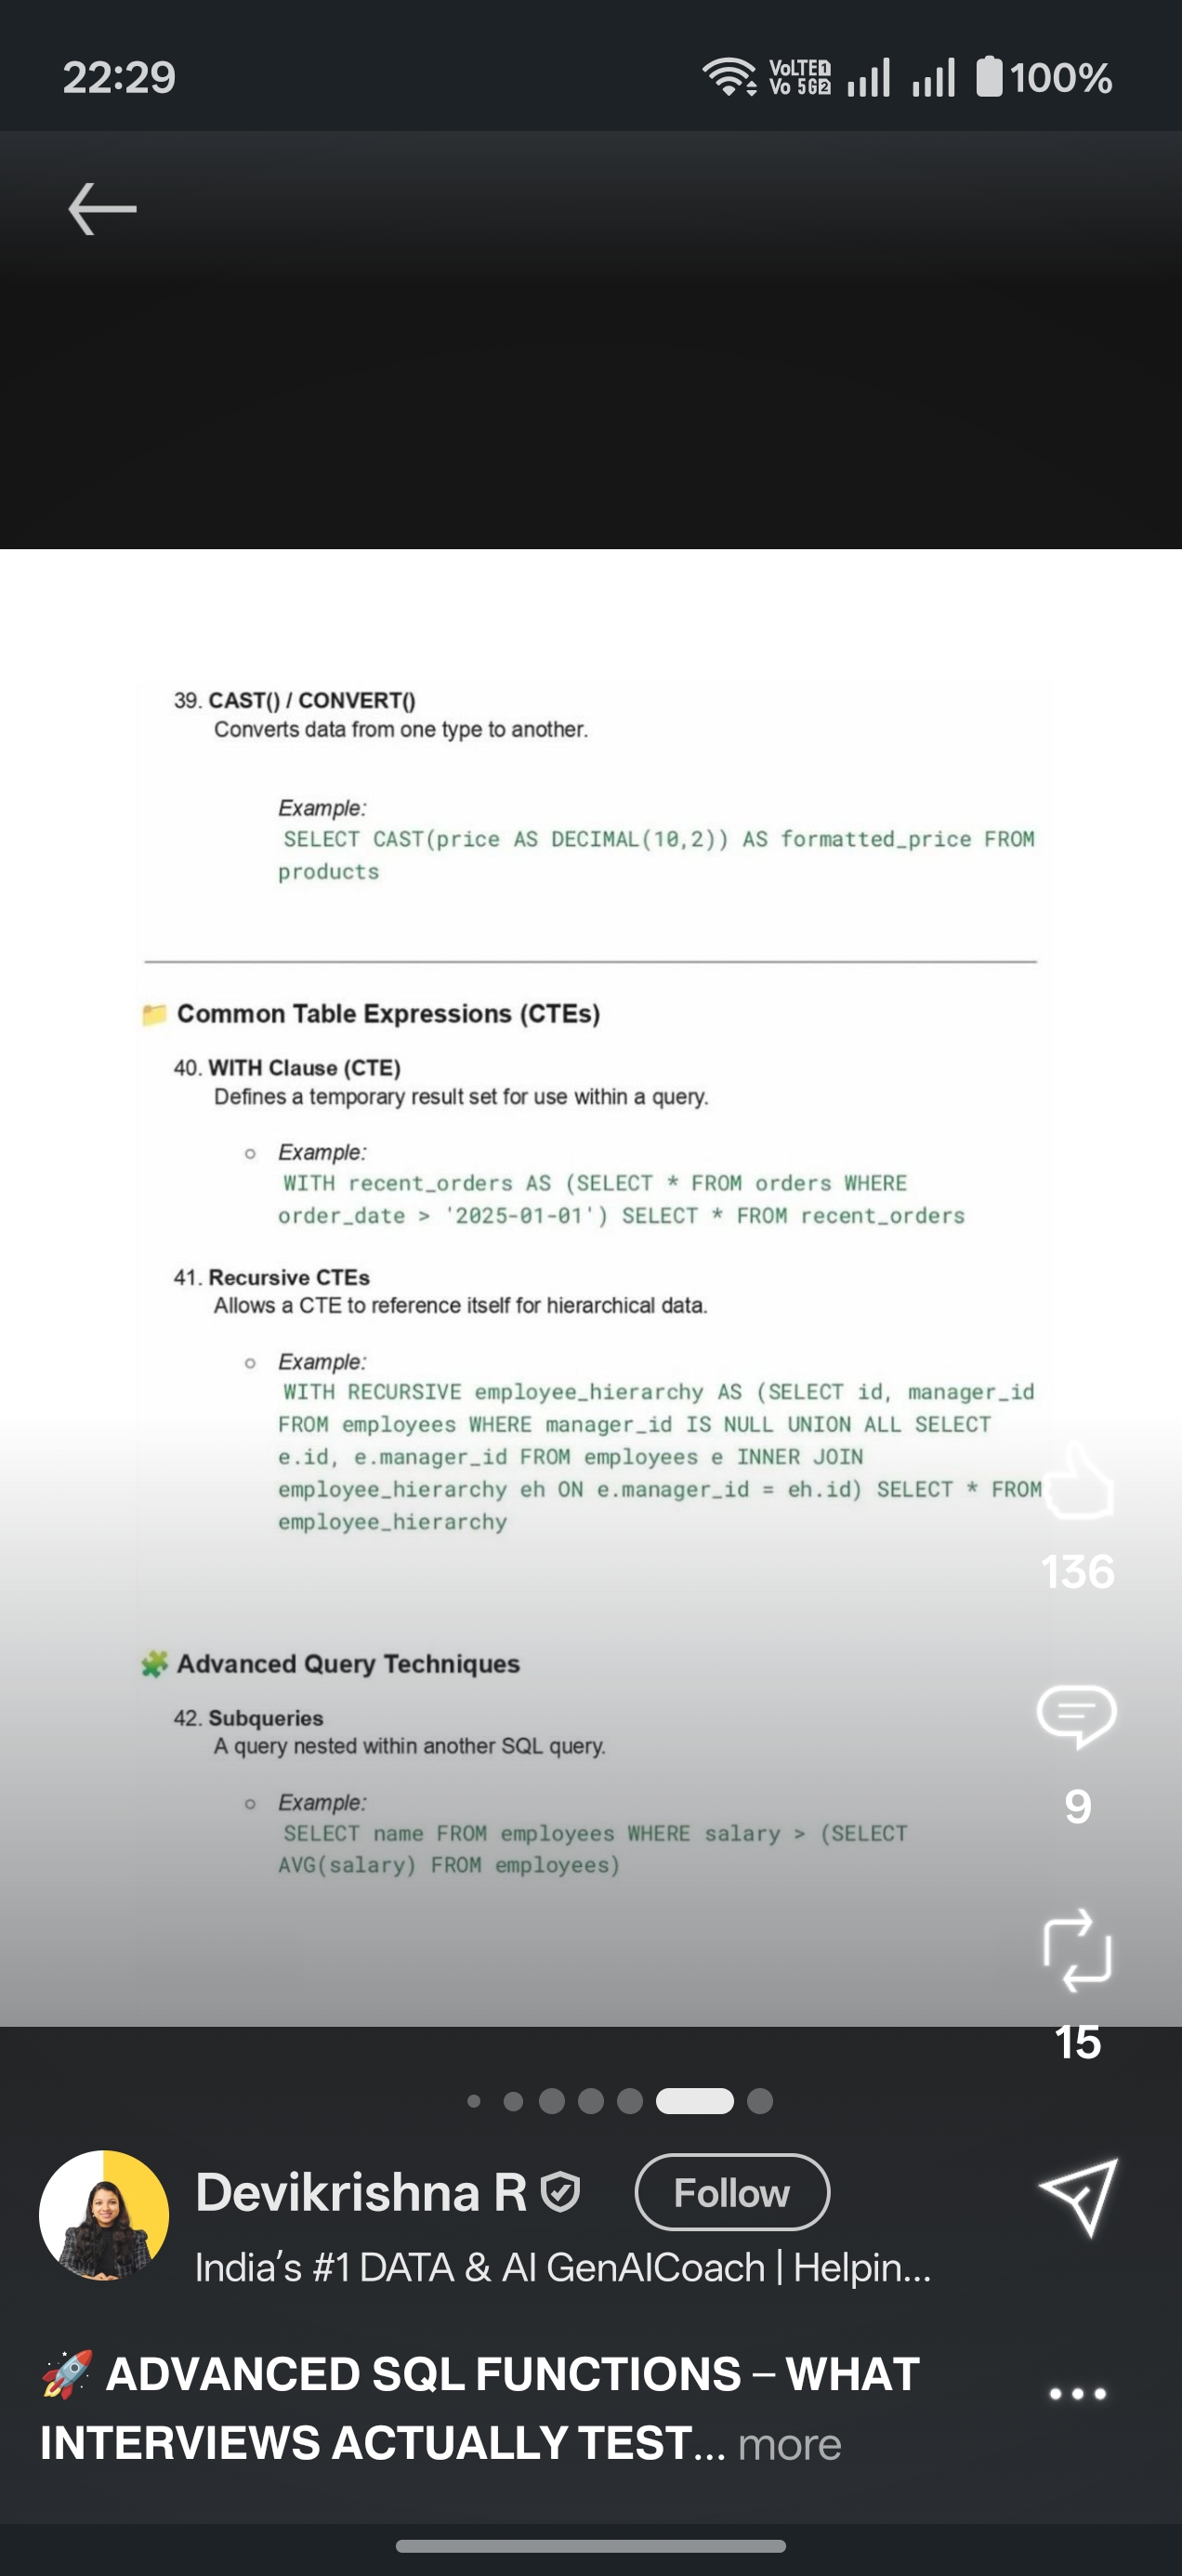 22:29
VoLTE1
Vo 5G2
100%
39. CAST() / CONVERT()
Converts data from one type to another.
Example:
SELECT CAST(price AS DECIMAL(10,2)) AS formatted_price FROM
products
📁 Common Table Expressions (CTEs)
40. WITH Clause (CTE)
Defines a temporary result set for use within a query.
○ Example:
WITH recent_orders AS (SELECT * FROM orders WHERE
order_date > '2025-01-01') SELECT * FROM recent_orders
41. Recursive CTEs
Allows a CTE to reference itself for hierarchical data.
○ Example:
WITH RECURSIVE employee_hierarchy AS (SELECT id, manager_id
FROM employees WHERE manager_id IS NULL UNION ALL SELECT
e.id, e.manager_id FROM employees e INNER JOIN
employee_hierarchy eh ON e.manager_id = eh.id) SELECT * FROM
employee_hierarchy
136
🧩 Advanced Query Techniques
42. Subqueries
A query nested within another SQL query.
9
○ Example:
SELECT name FROM employees WHERE salary > (SELECT
AVG(salary) FROM employees)
15
Devikrishna R
Follow
India's #1 DATA & AI GenAICoach | Helpin...
🚀 ADVANCED SQL FUNCTIONS – WHAT
INTERVIEWS ACTUALLY TEST... more